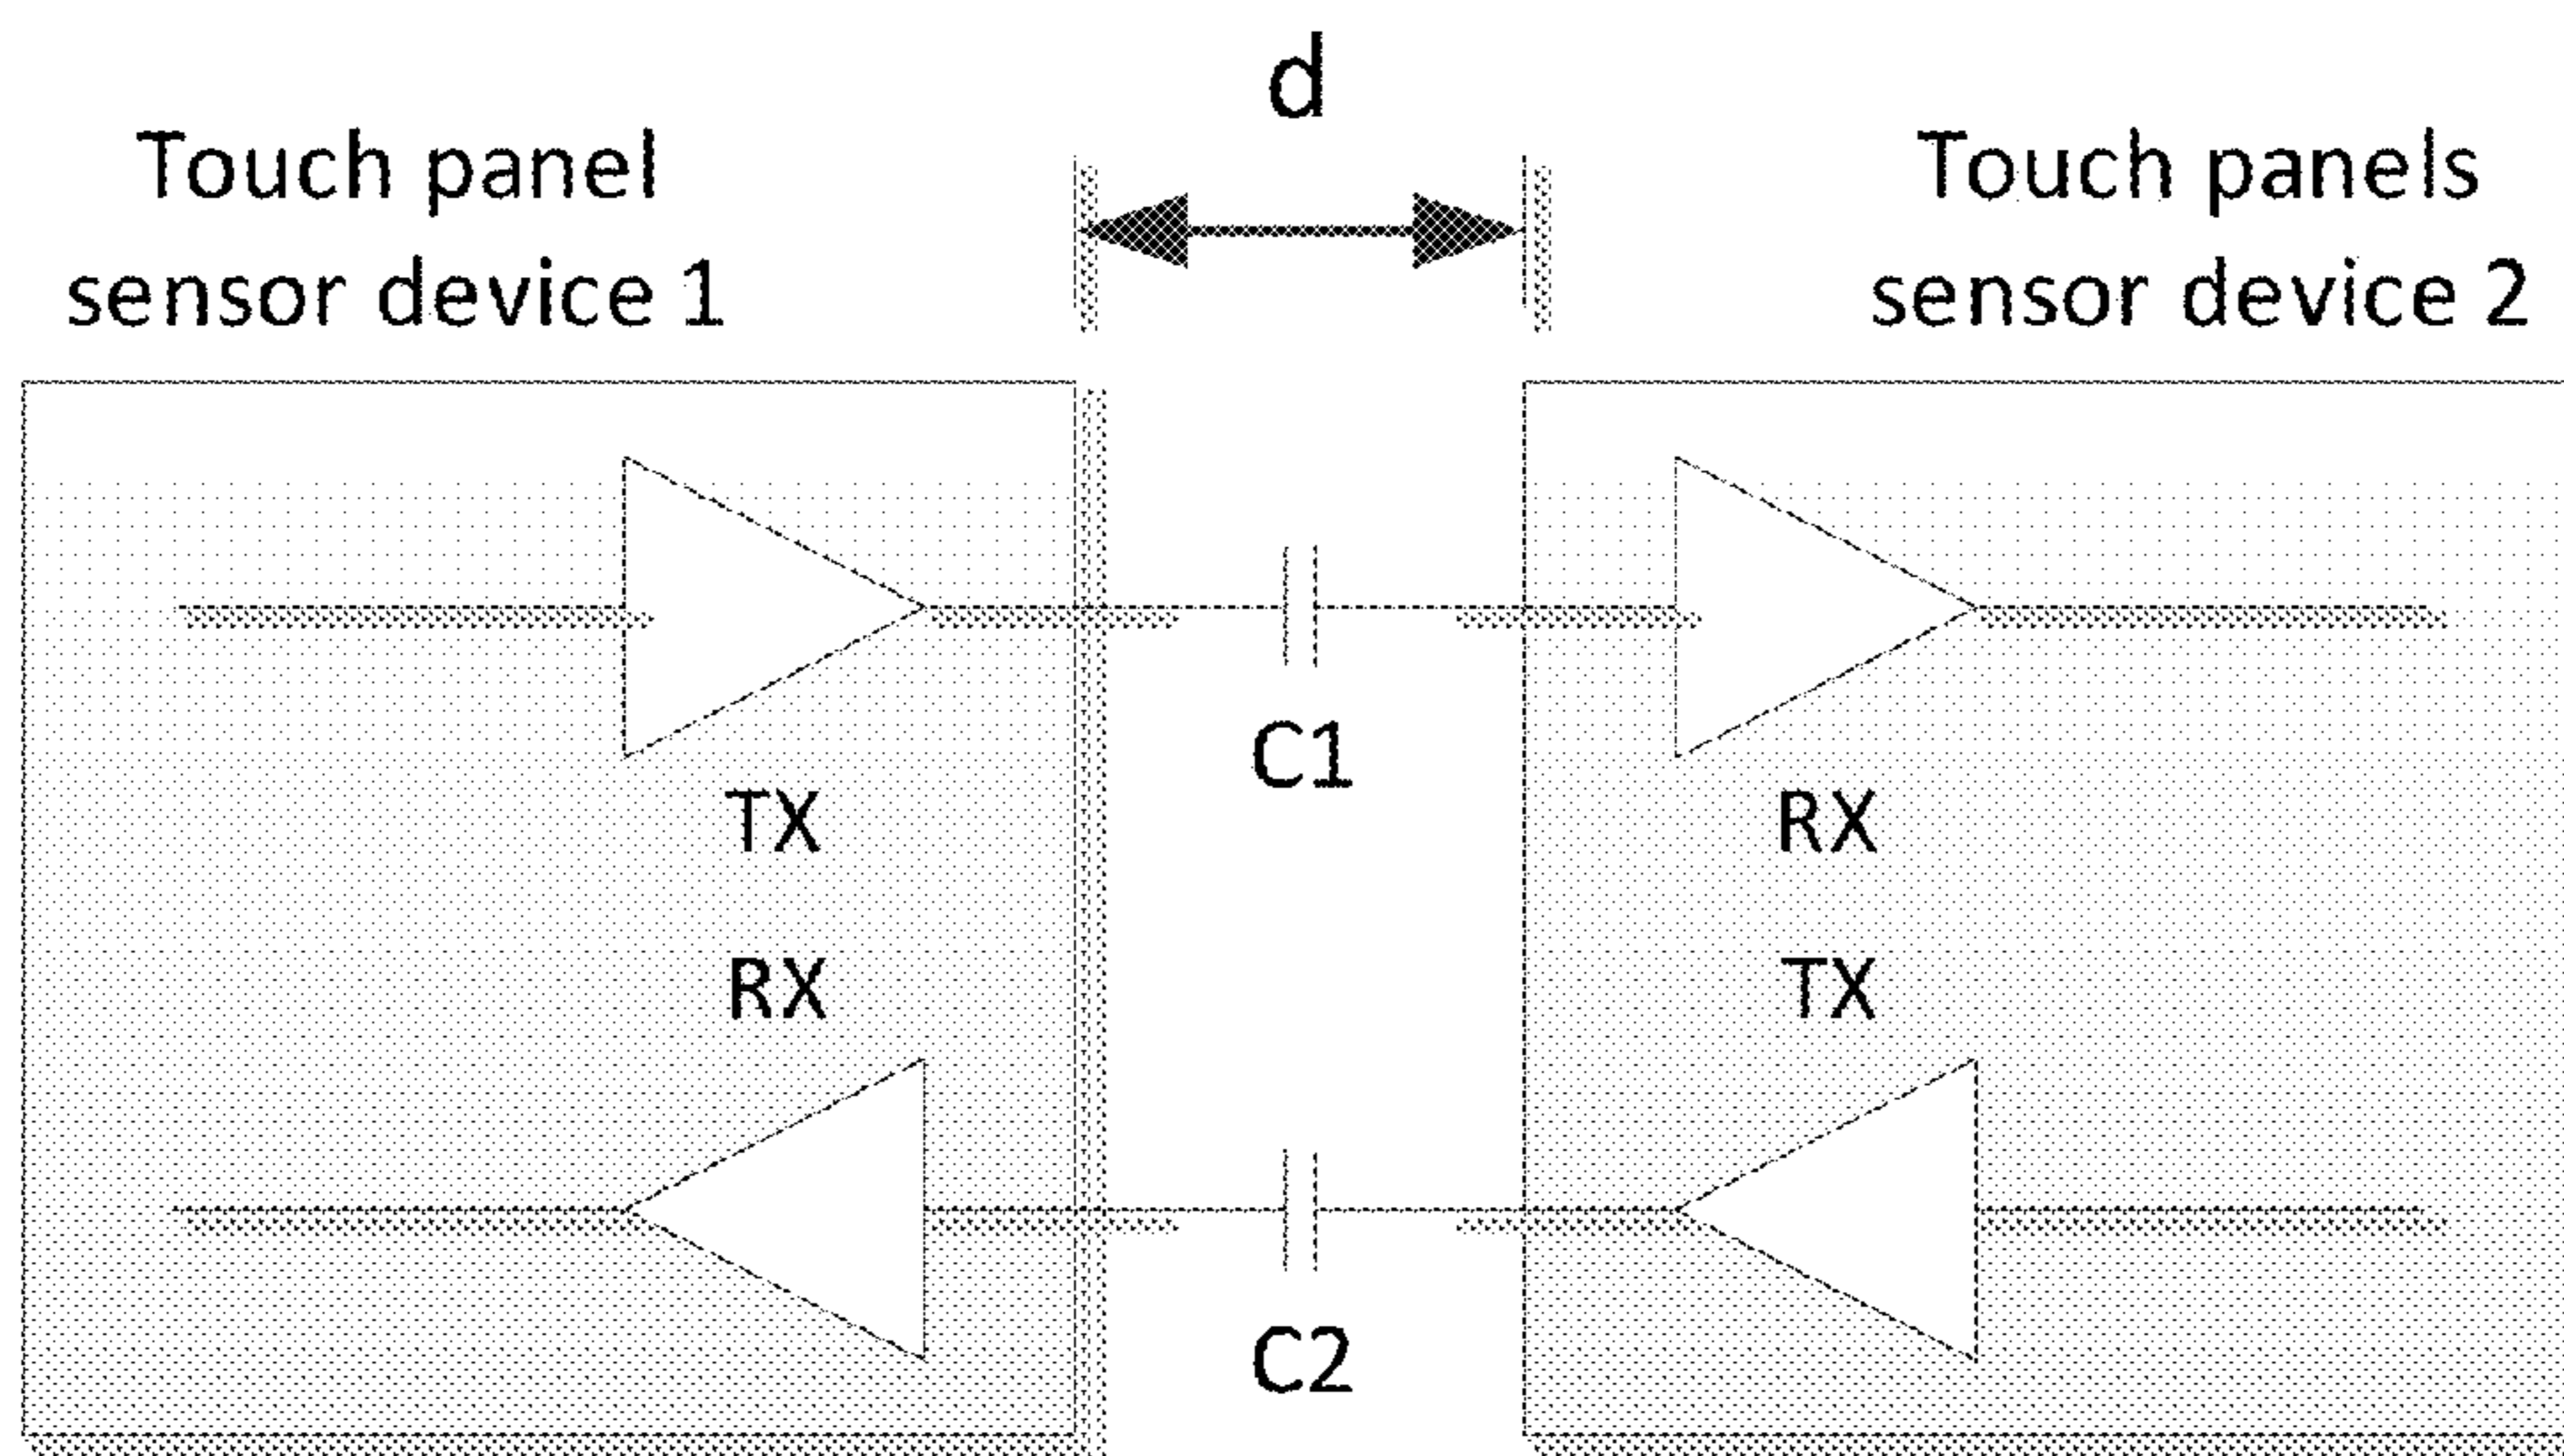 d
Touch panel
sensor device 1
Touch panels
sensor device 2
C1
TX
RX
RX
TX
C2